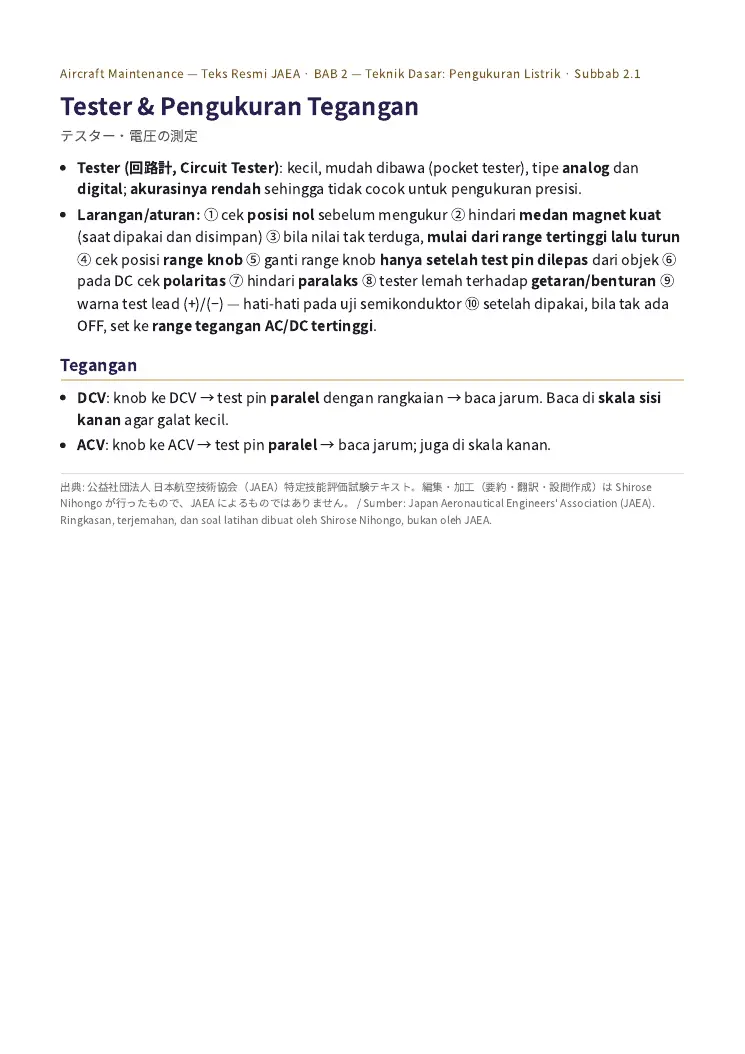 Aircraft Maintenance — Teks Resmi JAEA · BAB 2 — Teknik Dasar: Pengukuran Listrik · Subbab 2.1
Tester & Pengukuran Tegangan
テスター・電圧の測定
• Tester (回路計, Circuit Tester): kecil, mudah dibawa (pocket tester), tipe analog dan
digital; akurasinya rendah sehingga tidak cocok untuk pengukuran presisi.
• Larangan/aturan: ① cek posisi nol sebelum mengukur ② hindari medan magnet kuat
(saat dipakai dan disimpan) ③ bila nilai tak terduga, mulai dari range tertinggi lalu turun
④ cek posisi range knob ⑤ ganti range knob hanya setelah test pin dilepas dari objek ⑥
pada DC cek polaritas ⑦ hindari paralaks ⑧ tester lemah terhadap getaran/benturan ⑨
warna test lead (+)/(−) — hati-hati pada uji semikonduktor ⑩ setelah dipakai, bila tak ada
OFF, set ke range tegangan AC/DC tertinggi.
Tegangan
• DCV: knob ke DCV → test pin paralel dengan rangkaian → baca jarum. Baca di skala sisi
kanan agar galat kecil.
• ACV: knob ke ACV → test pin paralel → baca jarum; juga di skala kanan.
出典: 公益社団法人 日本航空技術協会（JAEA）特定技能評価試験テキスト。編集・加工（要約・翻訳・設問作成）は Shirose
Nihongo が行ったもので、JAEA によるものではありません。 / Sumber: Japan Aeronautical Engineers' Association (JAEA).
Ringkasan, terjemahan, dan soal latihan dibuat oleh Shirose Nihongo, bukan oleh JAEA.